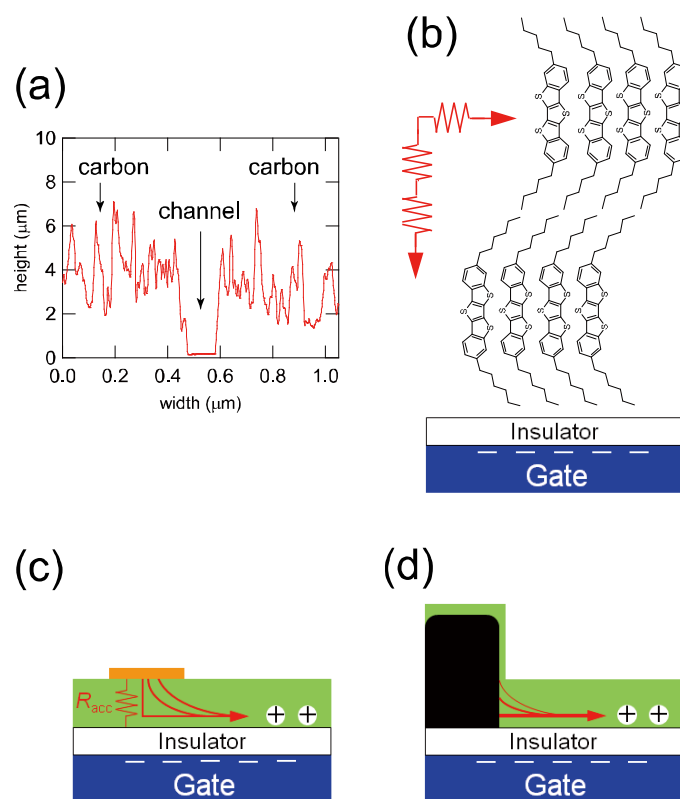 (a)
10
8
6
4
2
0
height (μm)
carbon
carbon
channel
0.0 0.2 0.4 0.6 0.8 1.0
width (μm)
(b)
S S S S
S S S S
S S S S
S S S S
S S S S
S S S S
S S S S
S S S S
Insulator
Gate
(c)
Racc
+ +
Insulator
Gate
(d)
+ +
Insulator
Gate